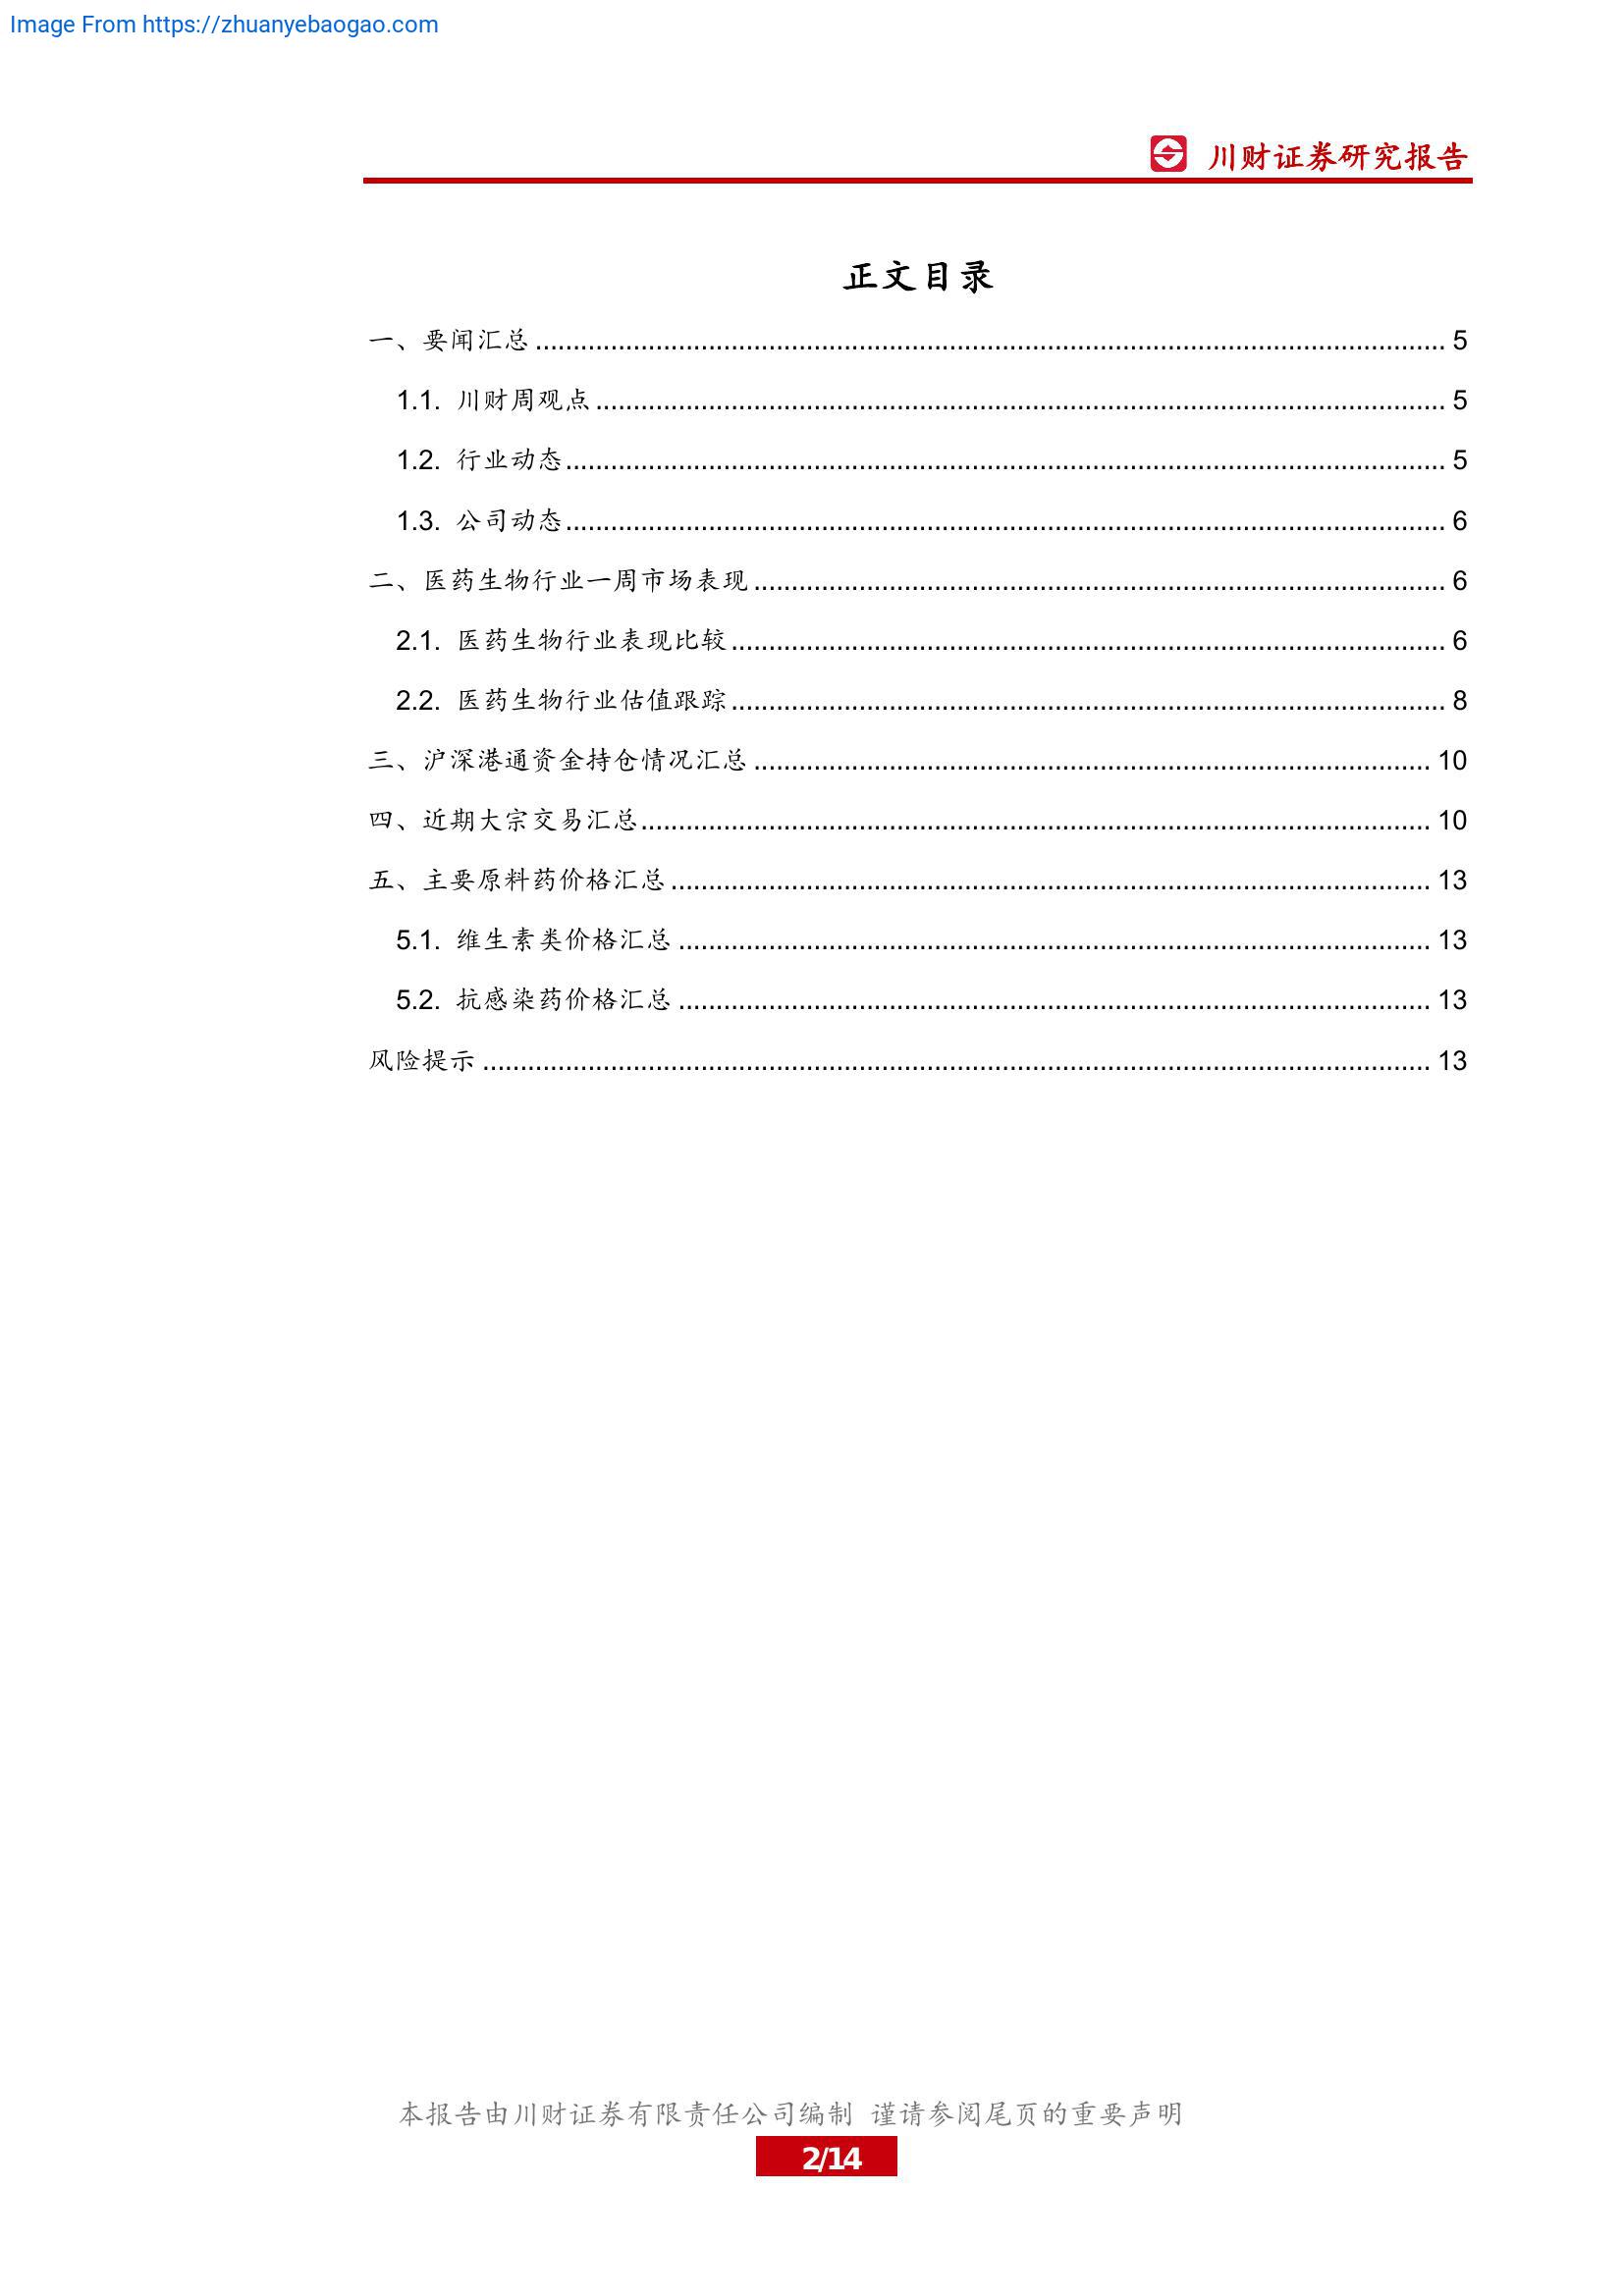 Image From https://zhuanyebaogao.com
川财证券研究报告
正文目录
一、要闻汇总 ........................................ 5
1.1. 川财周观点 ........................................ 5
1.2. 行业动态 ........................................ 5
1.3. 公司动态 ........................................ 6
二、医药生物行业一周市场表现 ........................................ 6
2.1. 医药生物行业表现比较 ........................................ 6
2.2. 医药生物行业估值跟踪 ........................................ 8
三、沪深港通资金持仓情况汇总 ........................................ 10
四、近期大宗交易汇总 ........................................ 10
五、主要原料药价格汇总 ........................................ 13
5.1. 维生素类价格汇总 ........................................ 13
5.2. 抗感染药价格汇总 ........................................ 13
风险提示 ........................................ 13
本报告由川财证券有限责任公司编制 谨请参阅尾页的重要声明
2/14